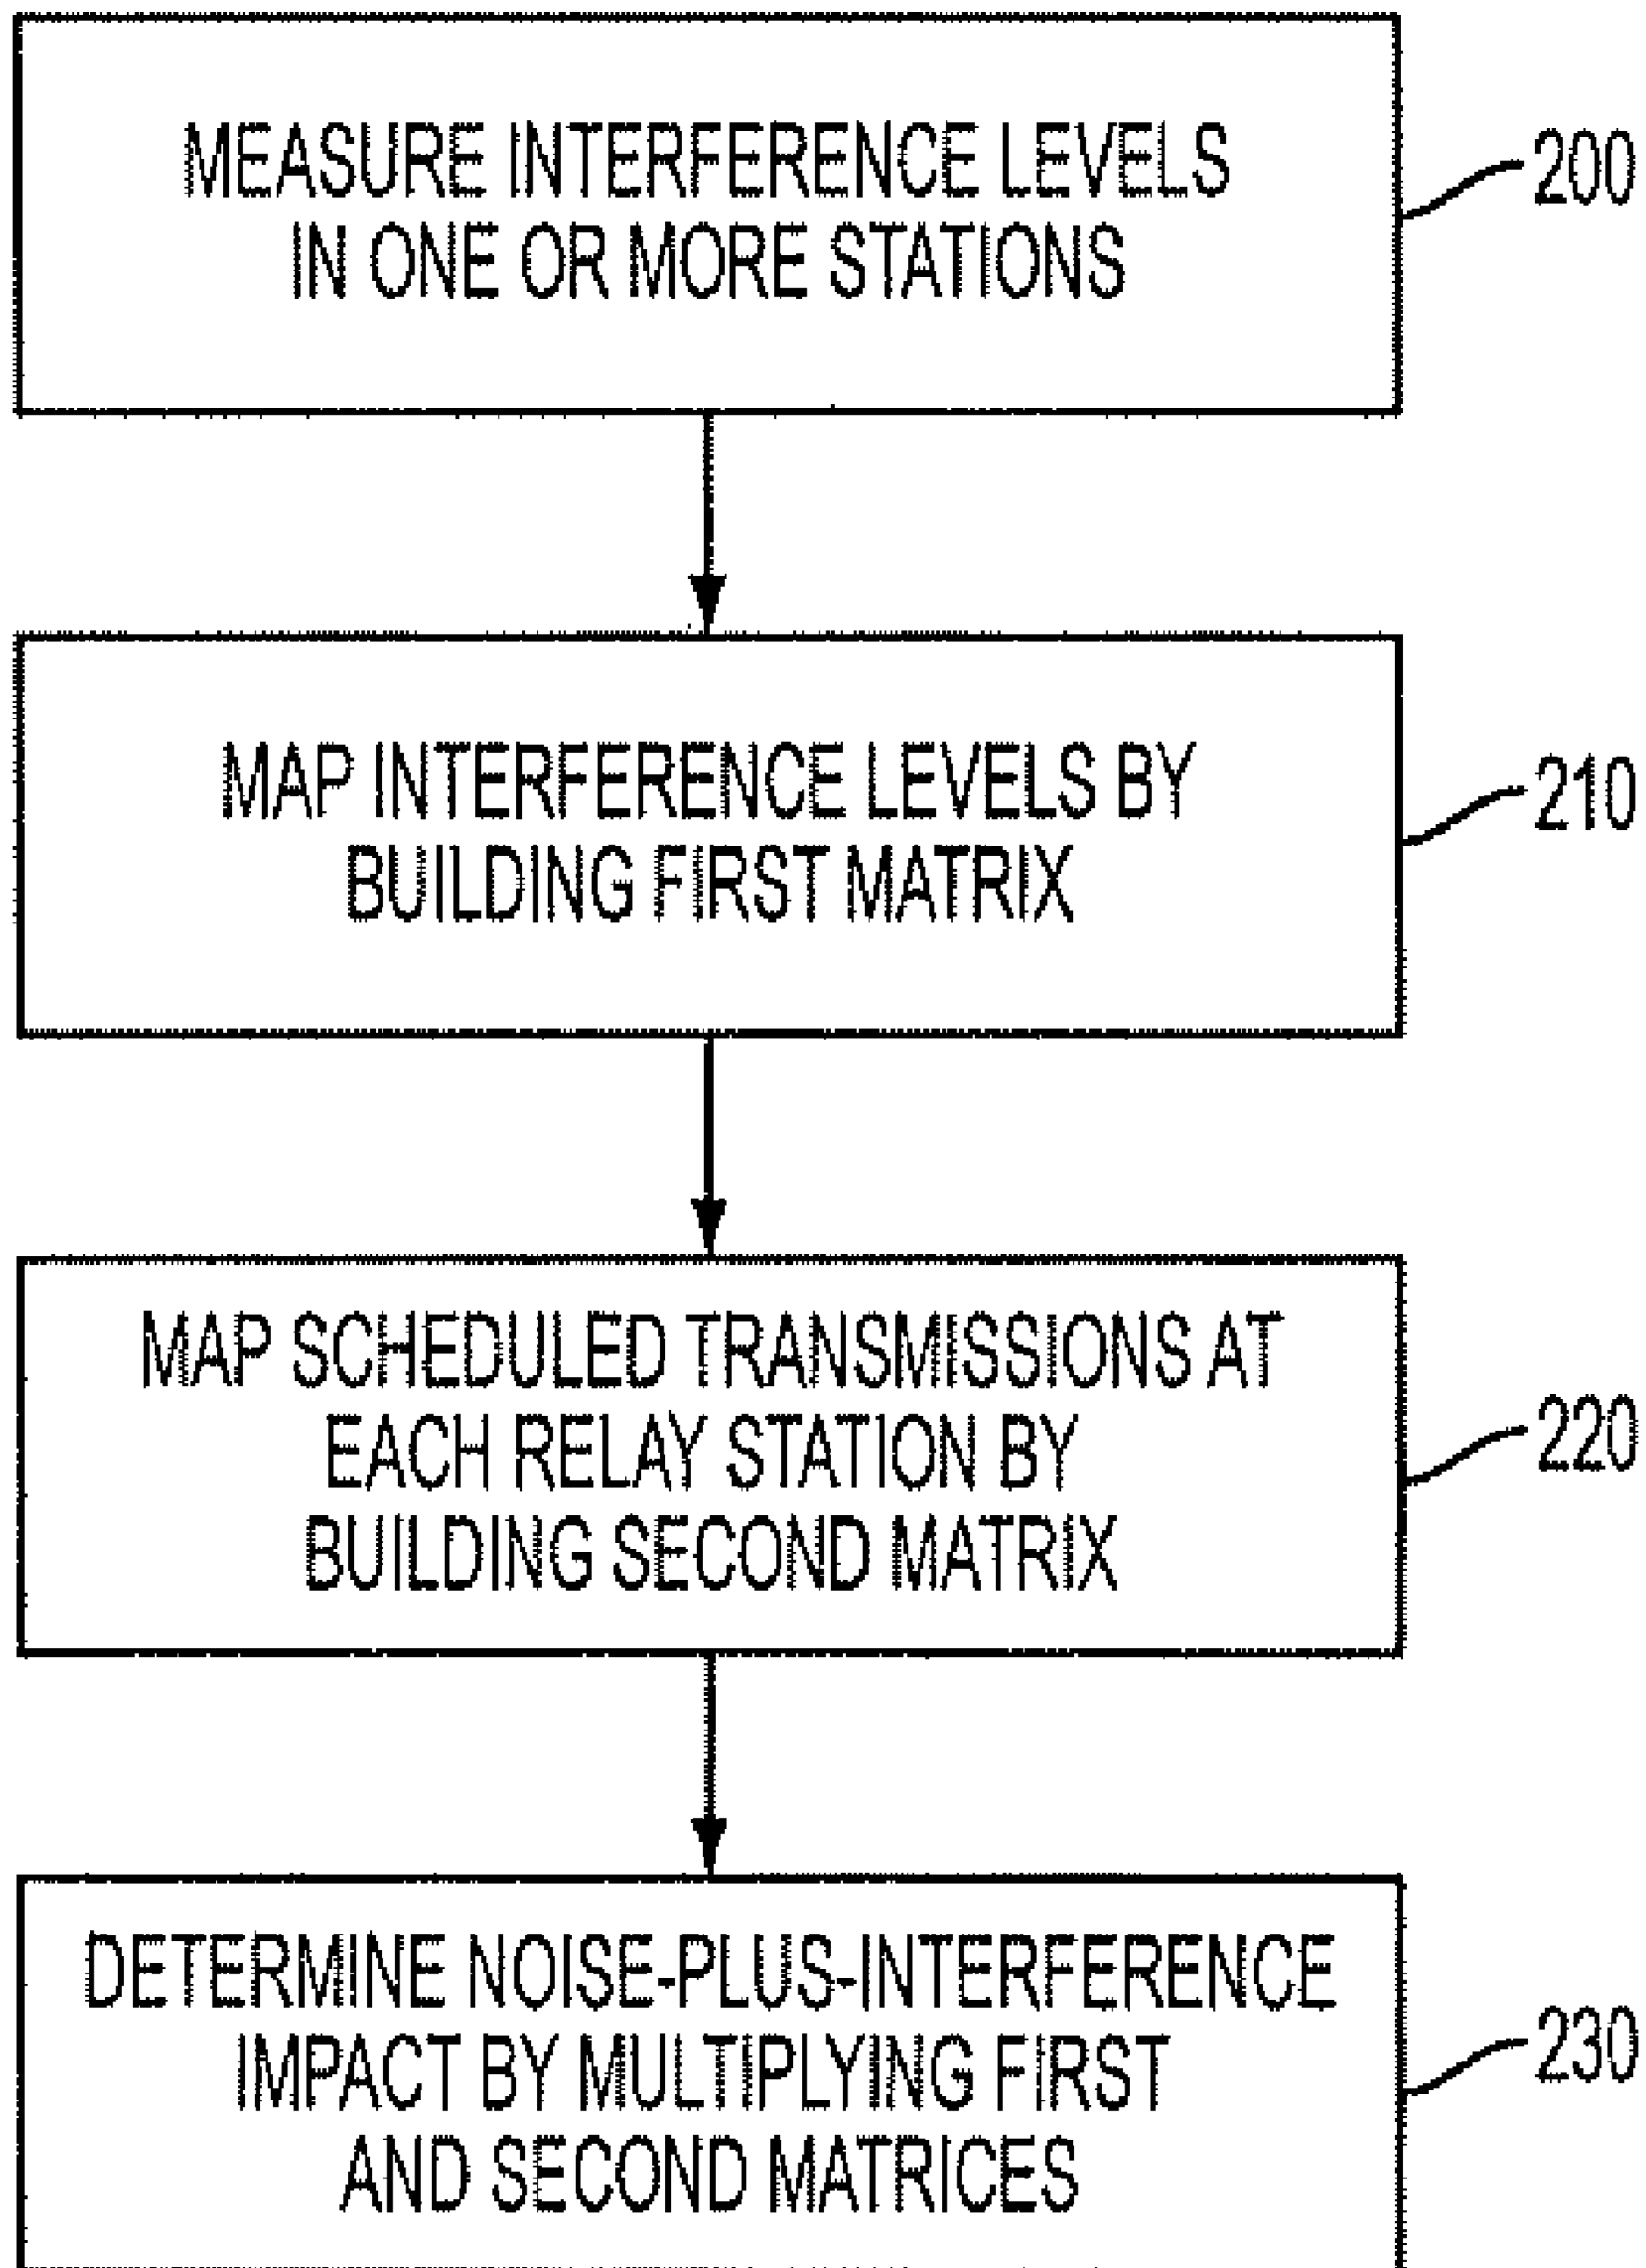 MEASURE INTERFERENCE LEVELS
IN ONE OR MORE STATIONS
200
MAP INTERFERENCE LEVELS BY
BUILDING FIRST MATRIX
210
MAP SCHEDULED TRANSMISSIONS AT
EACH RELAY STATION BY
BUILDING SECOND MATRIX
220
DETERMINE NOISE-PLUS-INTERFERENCE
IMPACT BY MULTIPLYING FIRST
AND SECOND MATRICES
230